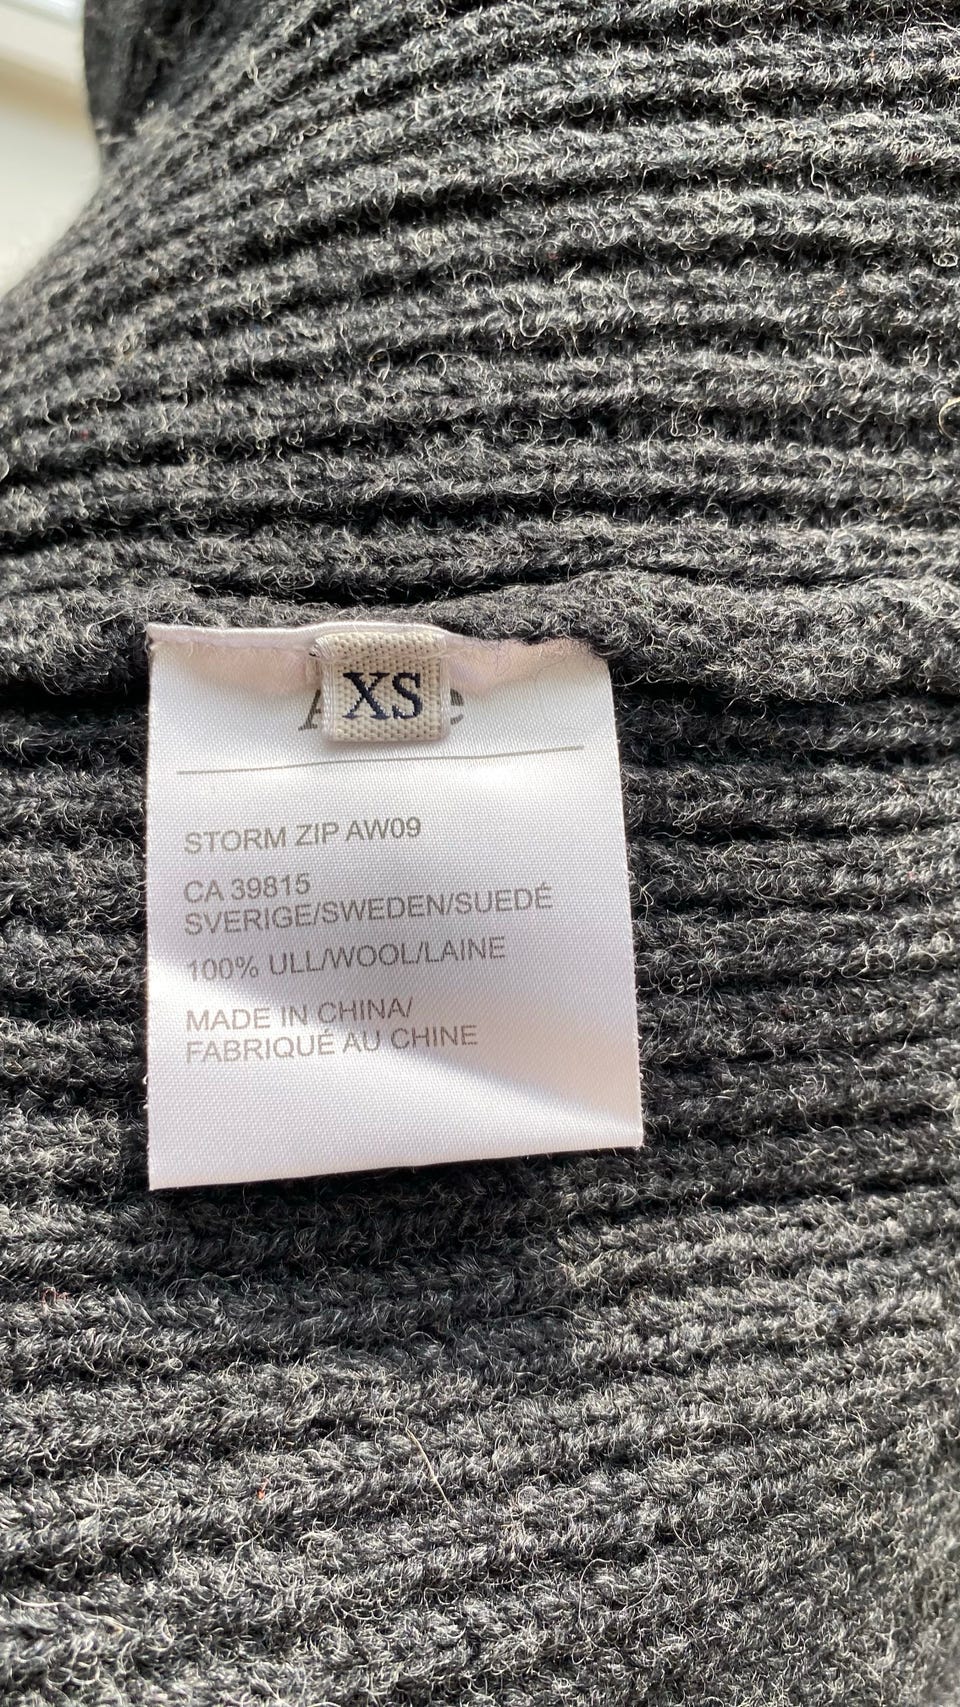 XS
STORM ZIP AW09
CA 39815
SVERIGE/SWEDEN/SUEDÉ
100% ULL/WOOL/LAINE
MADE IN CHINA/
FABRIQUÉ AU CHINE